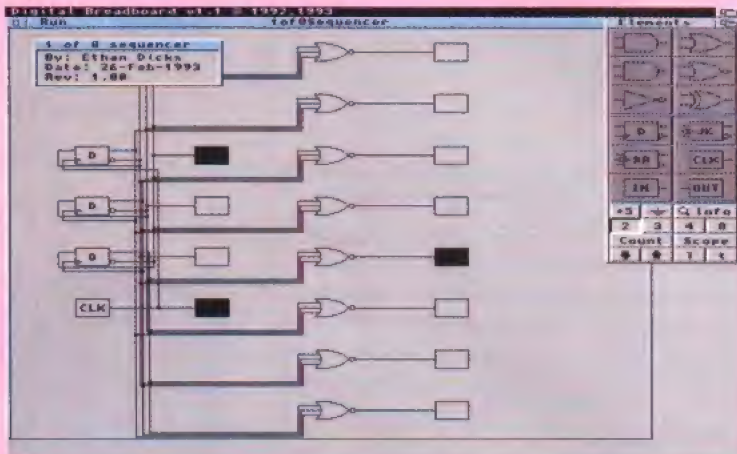 Digital Breadboard v1.1 © 1992,1993
Run 1of8Sequencer
Elements
1 of 8 sequencer
By: Ethan Dicks
Date: 26-Feb-1993
Rev: 1.00
D
D
D
CLK
D JK
CLK
IN OUT
+5 Info
2 3 4 8
Count Scope
T t